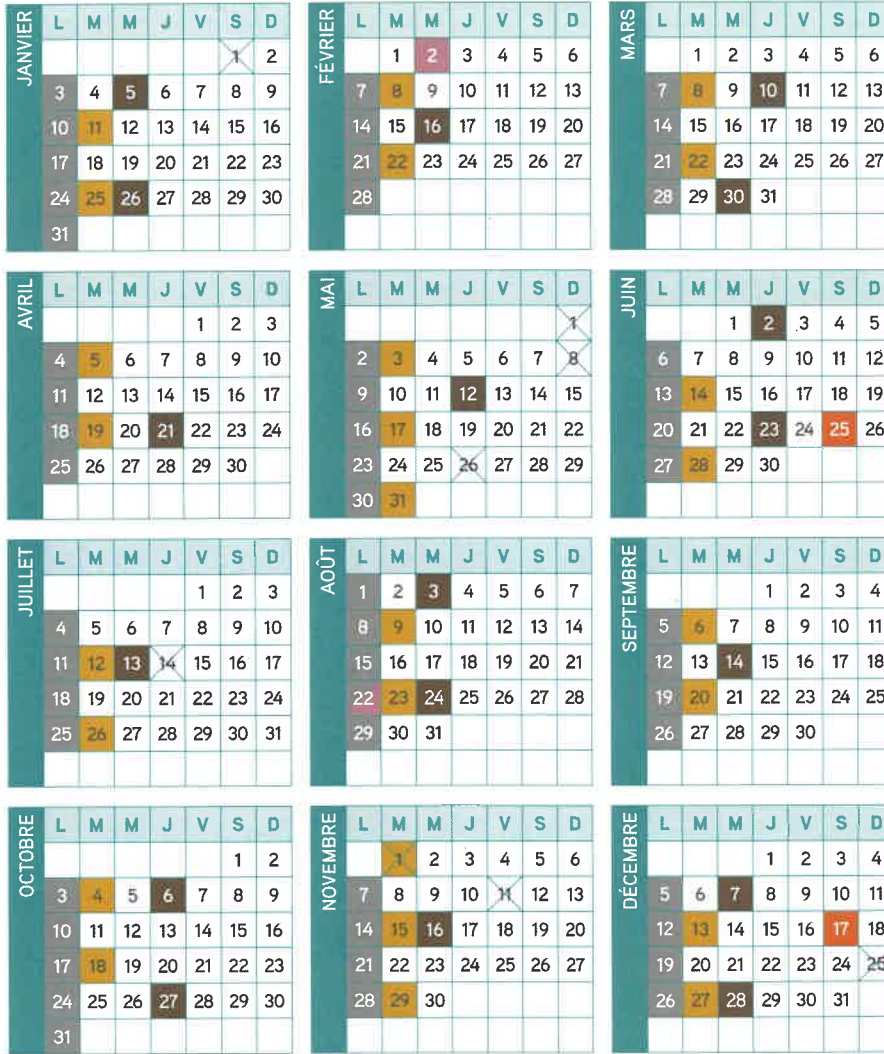 JANVIER
L M M J V S D
1 2
3 4 5 6 7 8 9
10 11 12 13 14 15 16
17 18 19 20 21 22 23
24 25 26 27 28 29 30
31
FÉVRIER
L M M J V S D
1 2 3 4 5 6
7 8 9 10 11 12 13
14 15 16 17 18 19 20
21 22 23 24 25 26 27
28
MARS
L M M J V S D
1 2 3 4 5 6
7 8 9 10 11 12 13
14 15 16 17 18 19 20
21 22 23 24 25 26 27
28 29 30 31
AVRIL
L M M J V S D
1 2 3
4 5 6 7 8 9 10
11 12 13 14 15 16 17
18 19 20 21 22 23 24
25 26 27 28 29 30
MAI
L M M J V S D
1
2 3 4 5 6 7 8
9 10 11 12 13 14 15
16 17 18 19 20 21 22
23 24 25 26 27 28 29
30 31
JUIN
L M M J V S D
1 2 3 4 5
6 7 8 9 10 11 12
13 14 15 16 17 18 19
20 21 22 23 24 25 26
27 28 29 30
JUILLET
L M M J V S D
1 2 3
4 5 6 7 8 9 10
11 12 13 14 15 16 17
18 19 20 21 22 23 24
25 26 27 28 29 30 31
AOÛT
L M M J V S D
1 2 3 4 5 6 7
8 9 10 11 12 13 14
15 16 17 18 19 20 21
22 23 24 25 26 27 28
29 30 31
SEPTEMBRE
L M M J V S D
1 2 3 4
5 6 7 8 9 10 11
12 13 14 15 16 17 18
19 20 21 22 23 24 25
26 27 28 29 30
OCTOBRE
L M M J V S D
1 2
3 4 5 6 7 8 9
10 11 12 13 14 15 16
17 18 19 20 21 22 23
24 25 26 27 28 29 30
31
NOVEMBRE
L M M J V S D
1 2 3 4 5 6
7 8 9 10 11 12 13
14 15 16 17 18 19 20
21 22 23 24 25 26 27
28 29 30
DÉCEMBRE
L M M J V S D
1 2 3 4
5 6 7 8 9 10 11
12 13 14 15 16 17 18
19 20 21 22 23 24 25
26 27 28 29 30 31